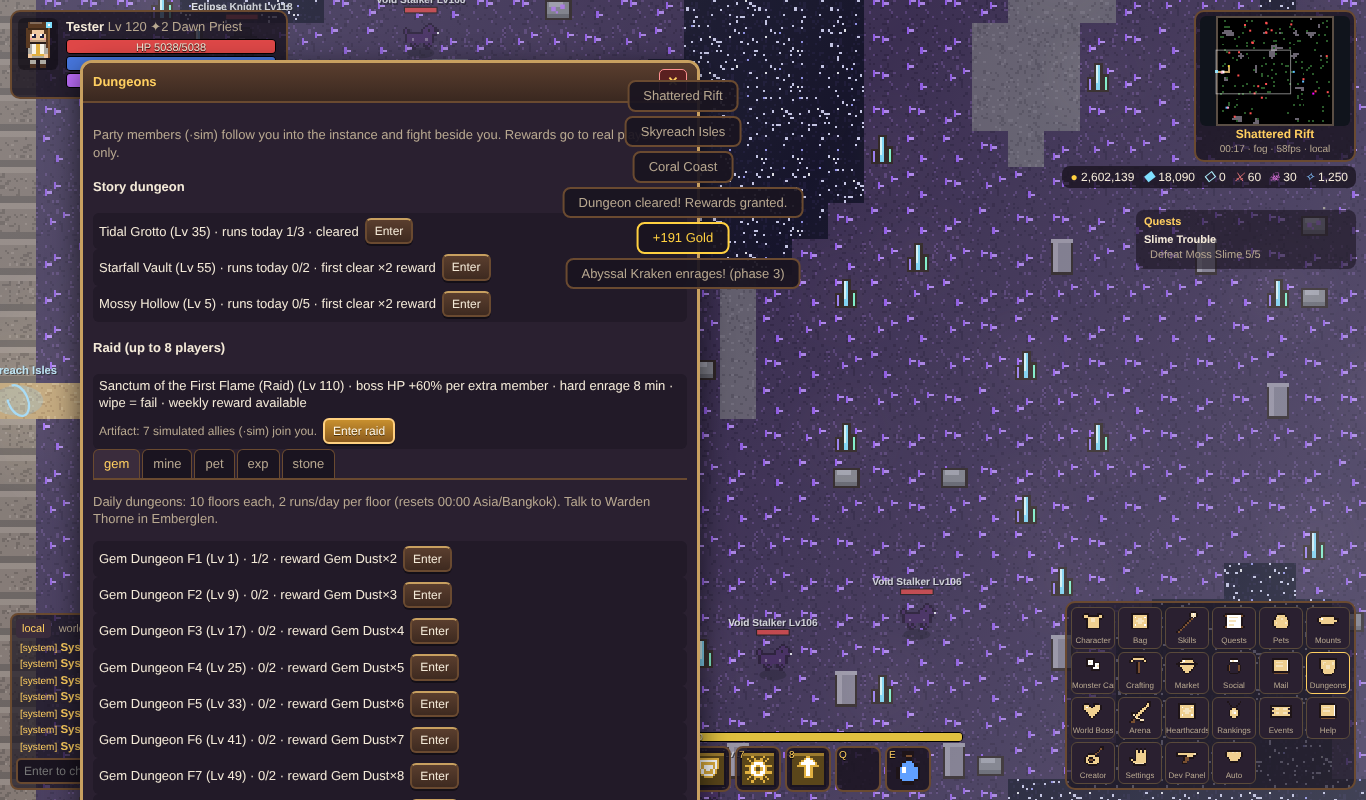 Eclipse Knight Lv118
Void Stalker Lv106
Tester Lv 120 ✦2 Dawn Priest
HP 5038/5038
Dungeons
Party members (·sim) follow you into the instance and fight beside you. Rewards go to real p
only.
Story dungeon
Tidal Grotto (Lv 35) · runs today 1/3 · cleared
Enter
Starfall Vault (Lv 55) · runs today 0/2 · first clear ×2 reward
Enter
Mossy Hollow (Lv 5) · runs today 0/5 · first clear ×2 reward
Enter
Raid (up to 8 players)
Sanctum of the First Flame (Raid) (Lv 110) · boss HP +60% per extra member · hard enrage 8 min ·
wipe = fail · weekly reward available
Artifact: 7 simulated allies (·sim) join you.
Enter raid
gem
mine
pet
exp
stone
Daily dungeons: 10 floors each, 2 runs/day per floor (resets 00:00 Asia/Bangkok). Talk to Warden
Thorne in Emberglen.
Gem Dungeon F1 (Lv 1) · 1/2 · reward Gem Dust×2
Enter
Gem Dungeon F2 (Lv 9) · 0/2 · reward Gem Dust×3
Enter
Gem Dungeon F3 (Lv 17) · 0/2 · reward Gem Dust×4
Enter
Gem Dungeon F4 (Lv 25) · 0/2 · reward Gem Dust×5
Enter
Gem Dungeon F5 (Lv 33) · 0/2 · reward Gem Dust×6
Enter
Gem Dungeon F6 (Lv 41) · 0/2 · reward Gem Dust×7
Enter
Gem Dungeon F7 (Lv 49) · 0/2 · reward Gem Dust×8
Enter
Shattered Rift
Skyreach Isles
Coral Coast
Dungeon cleared! Rewards granted.
+191 Gold
Abyssal Kraken enrages! (phase 3)
Shattered Rift
00:17 · fog · 58fps · local
2,602,139
18,090
0
60
30
1,250
Quests
Slime Trouble
Defeat Moss Slime 5/5
reach Isles
Void Stalker Lv106
Void Stalker Lv106
local
worl
[system] Sys
[system] Sys
[system] Sys
[system] Sys
[system] Sys
[system] Sys
[system] Sys
Enter to ch
7
8
Q
E
Character
Bag
Skills
Quests
Pets
Mounts
Monster Ca
Crafting
Market
Social
Mail
Dungeons
World Boss
Arena
Hearthcards
Rankings
Events
Help
Creator
Settings
Dev Panel
Auto